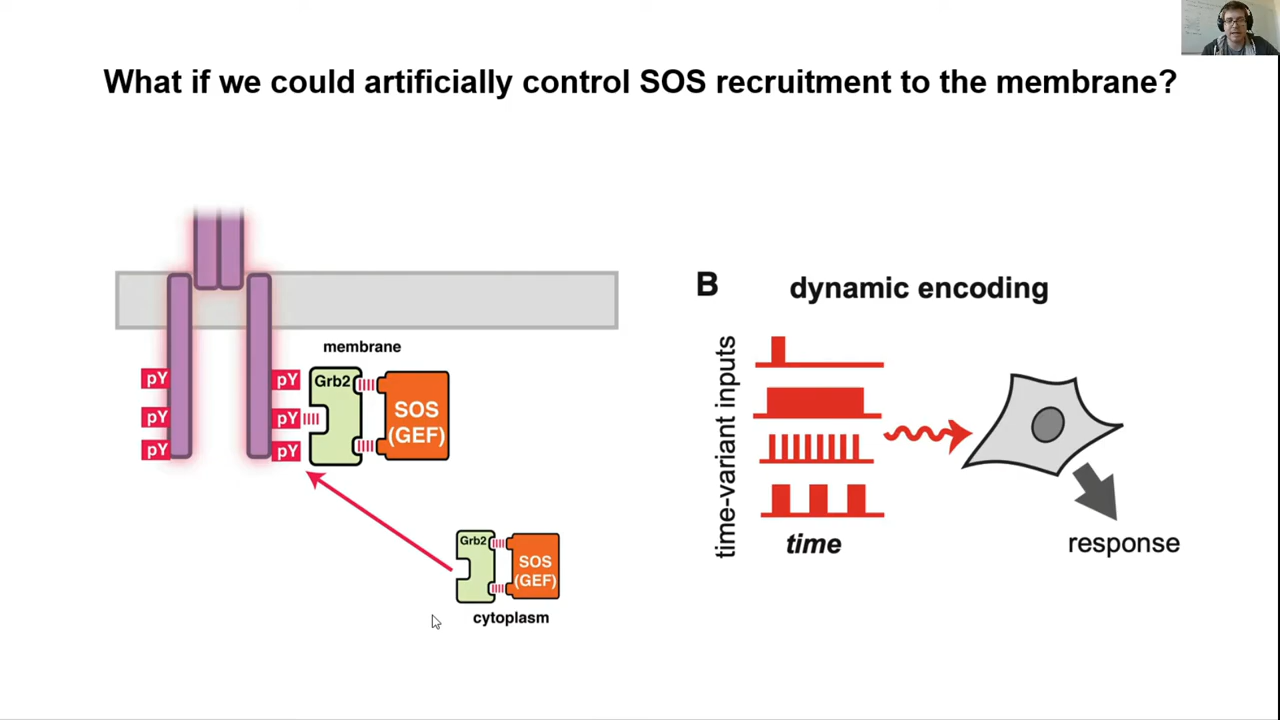 What if we could artificially control SOS recruitment to the membrane?
membrane
pY
pY
pY
pY
pY
pY
Grb2
SOS
(GEF)
Grb2
SOS
(GEF)
cytoplasm
B
dynamic encoding
time-variant inputs
time
response